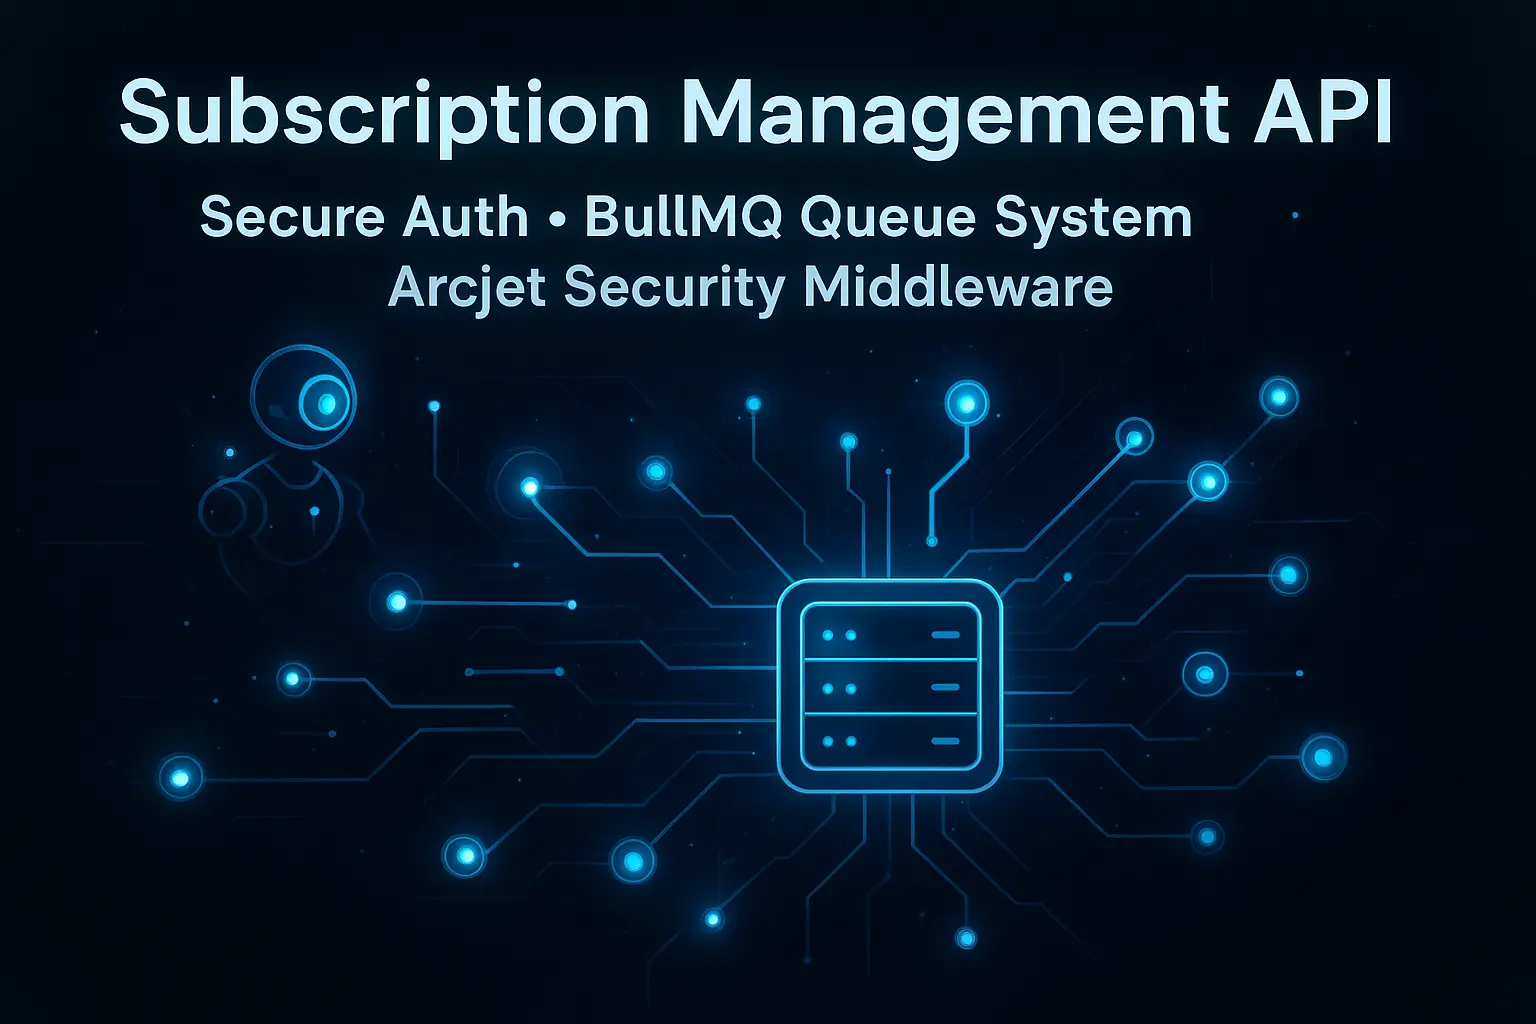 Subscription Management API
Secure Auth • BullMQ Queue System
Arcjet Security Middleware